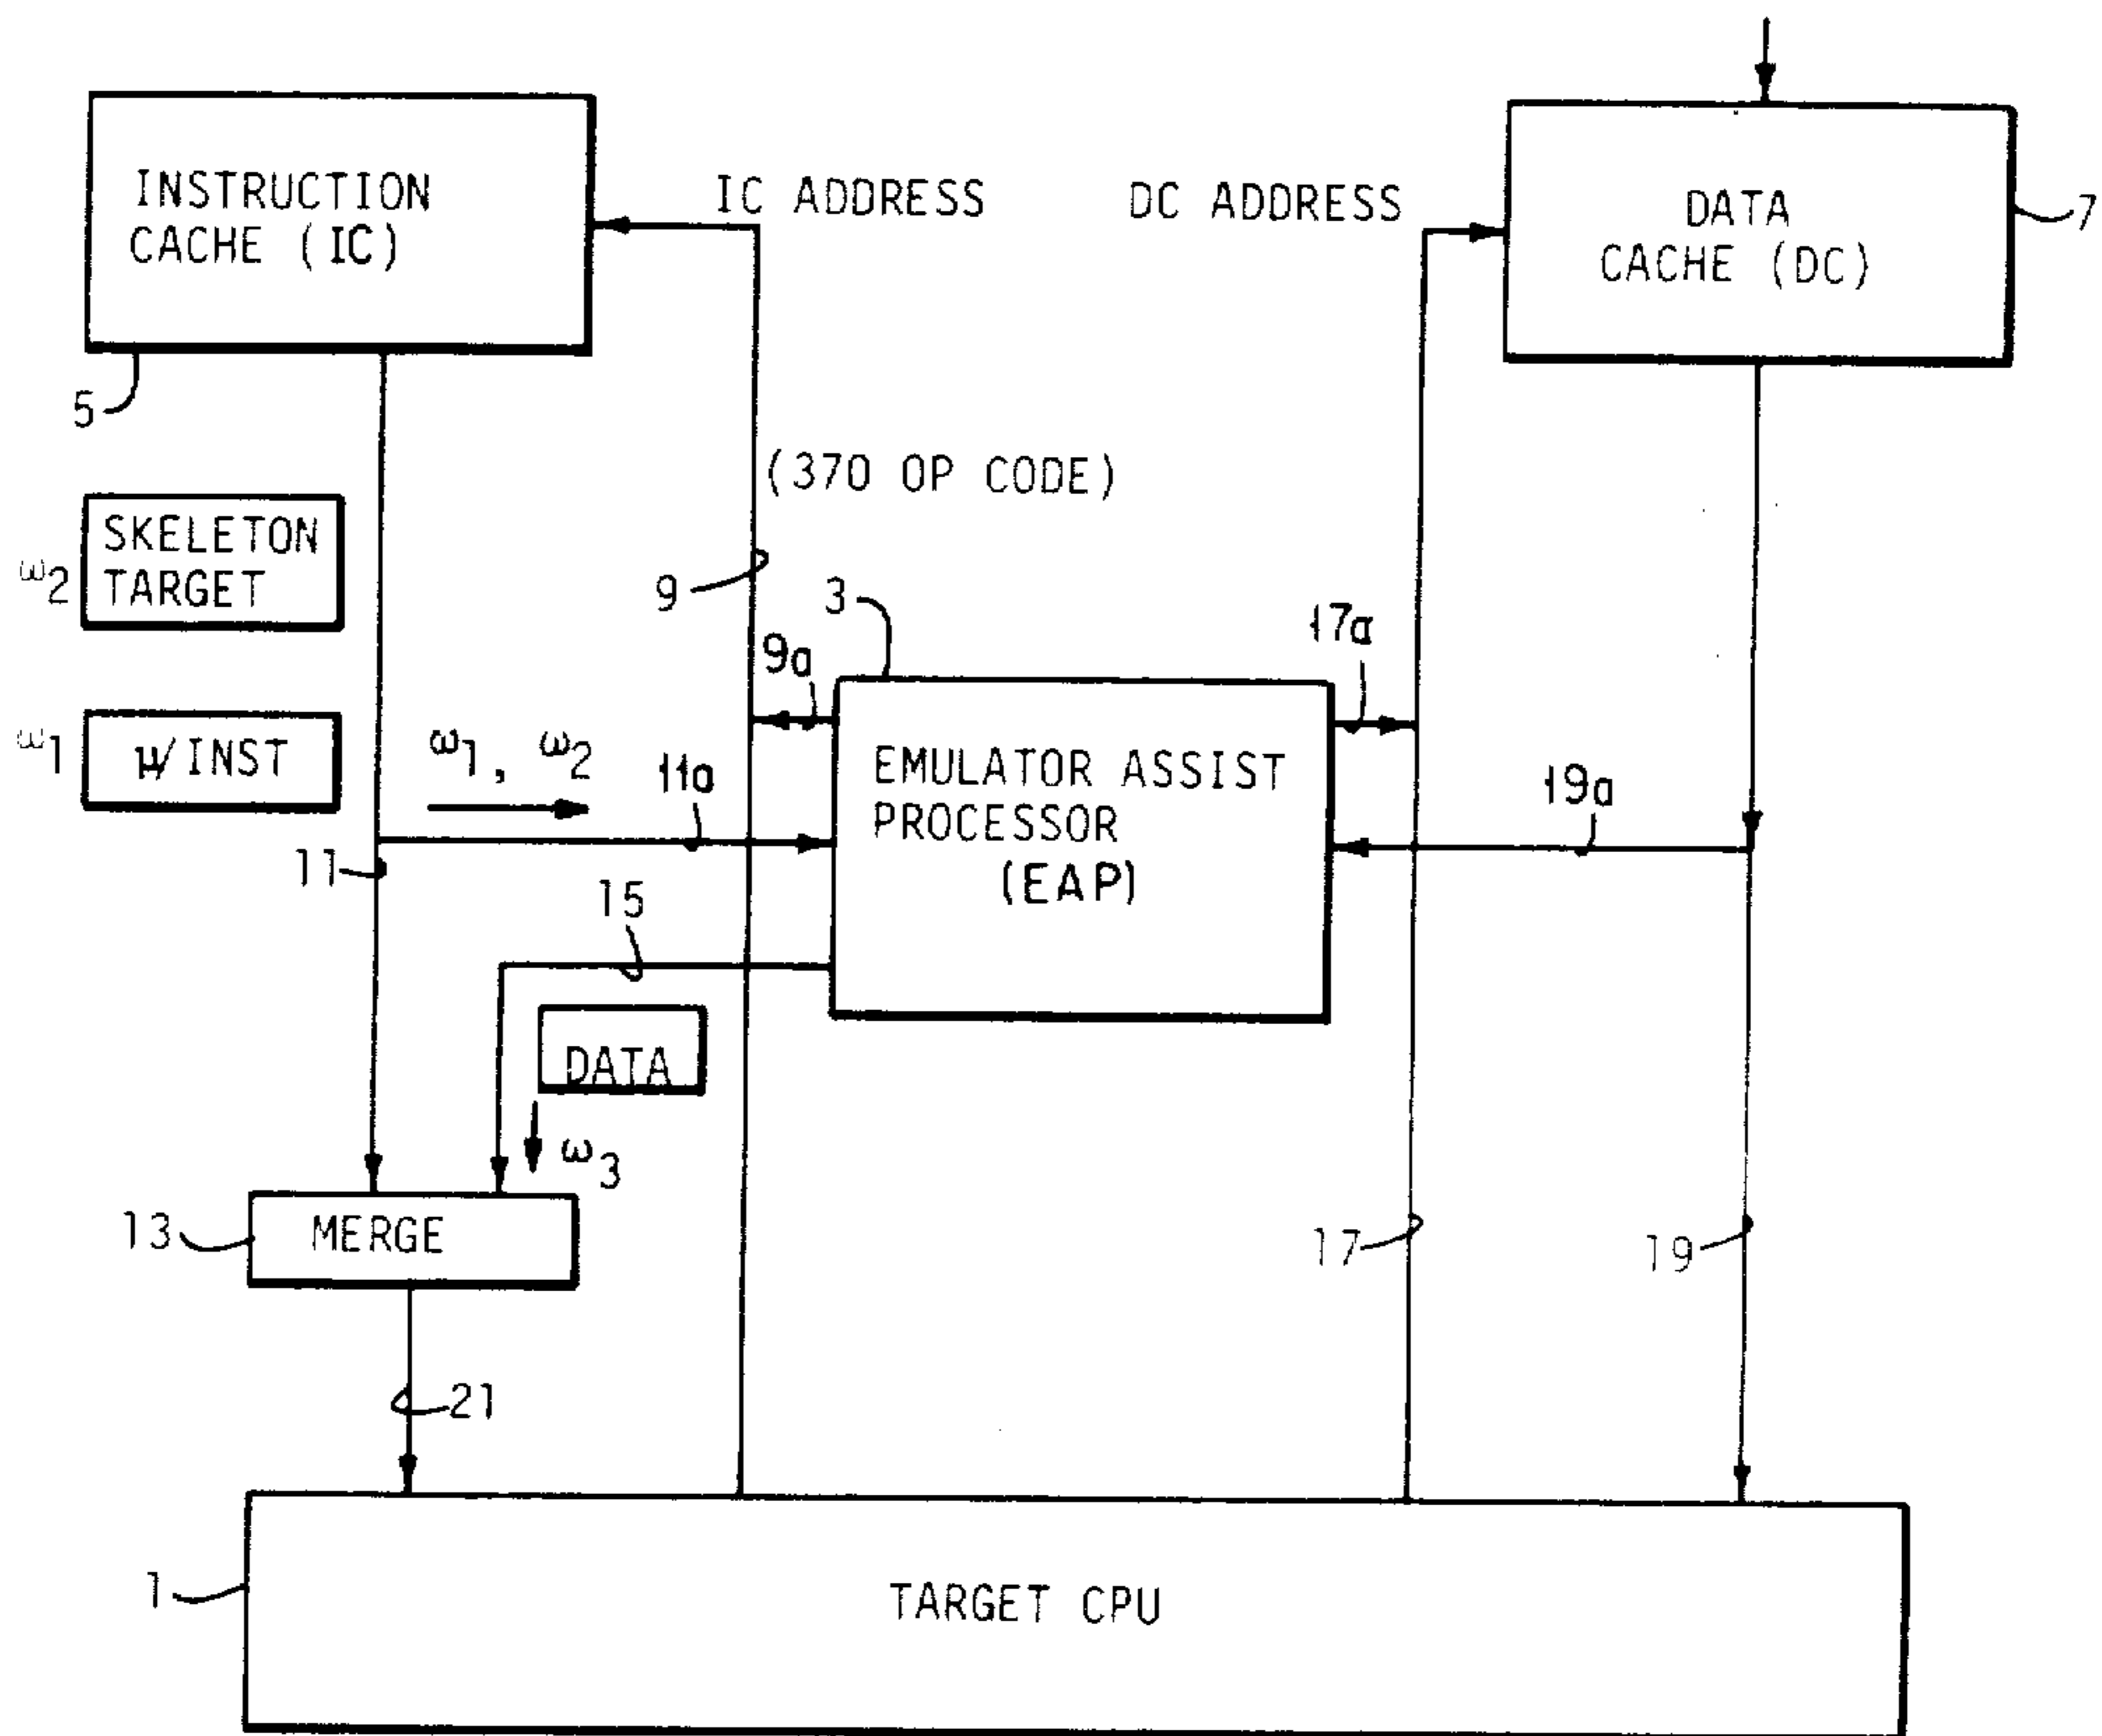 INSTRUCTION
CACHE (IC)
IC ADDRESS
DC ADDRESS
DATA
CACHE (DC)
7
5
(370 OP CODE)
SKELETON
TARGET
ω2
9
3
9a
17a
ω1
μ/INST
ω1, ω2
11a
EMULATOR ASSIST
PROCESSOR
(EAP)
19a
11
15
DATA
ω3
13
MERGE
17
19
21
1
TARGET CPU